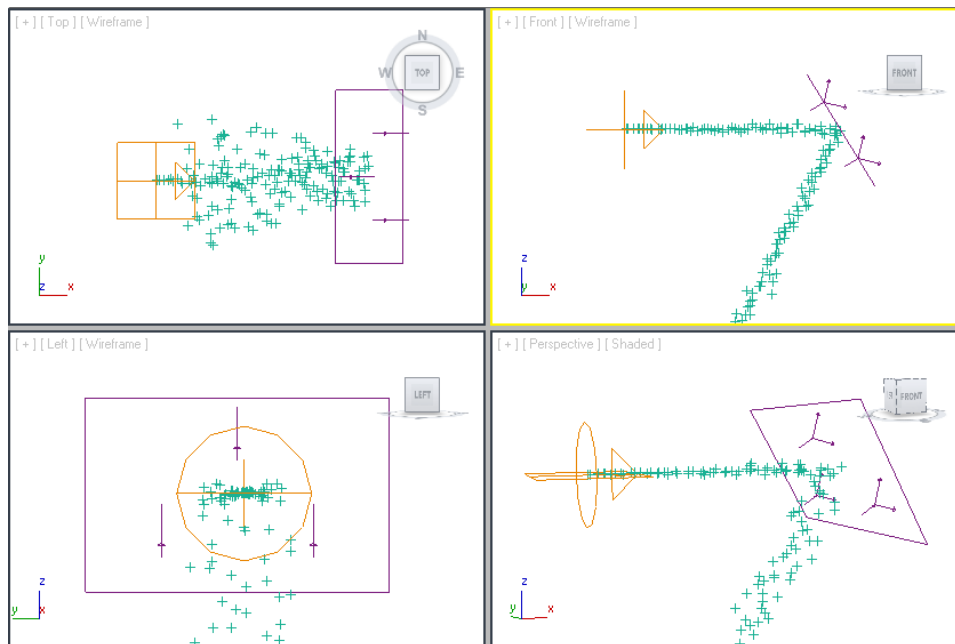 [ + ] [ Top ] [ Wireframe ]
N
W
TOP
E
S
y
z
x
[ + ] [ Front ] [ Wireframe ]
FRONT
z
y
x
[ + ] [ Left ] [ Wireframe ]
LEFT
z
y
x
[ + ] [ Perspective ] [ Shaded ]
FRONT
z
y
x